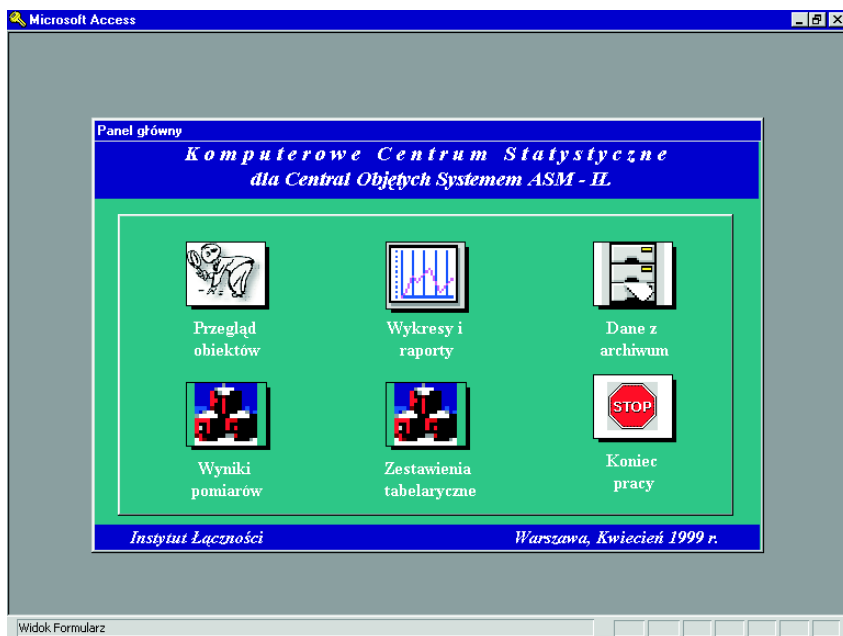 Microsoft Access
Panel główny
Komputerowe Centrum Statystyczne
dla Central Objętych Systemem ASM - IŁ
Przegląd
obiektów
Wykresy i
raporty
Dane z
archiwum
STOP
Wyniki
pomiarów
Zestawienia
tabelaryczne
Koniec
pracy
Instytut Łączności
Warszawa, Kwiecień 1999 r.
Widok Formularz